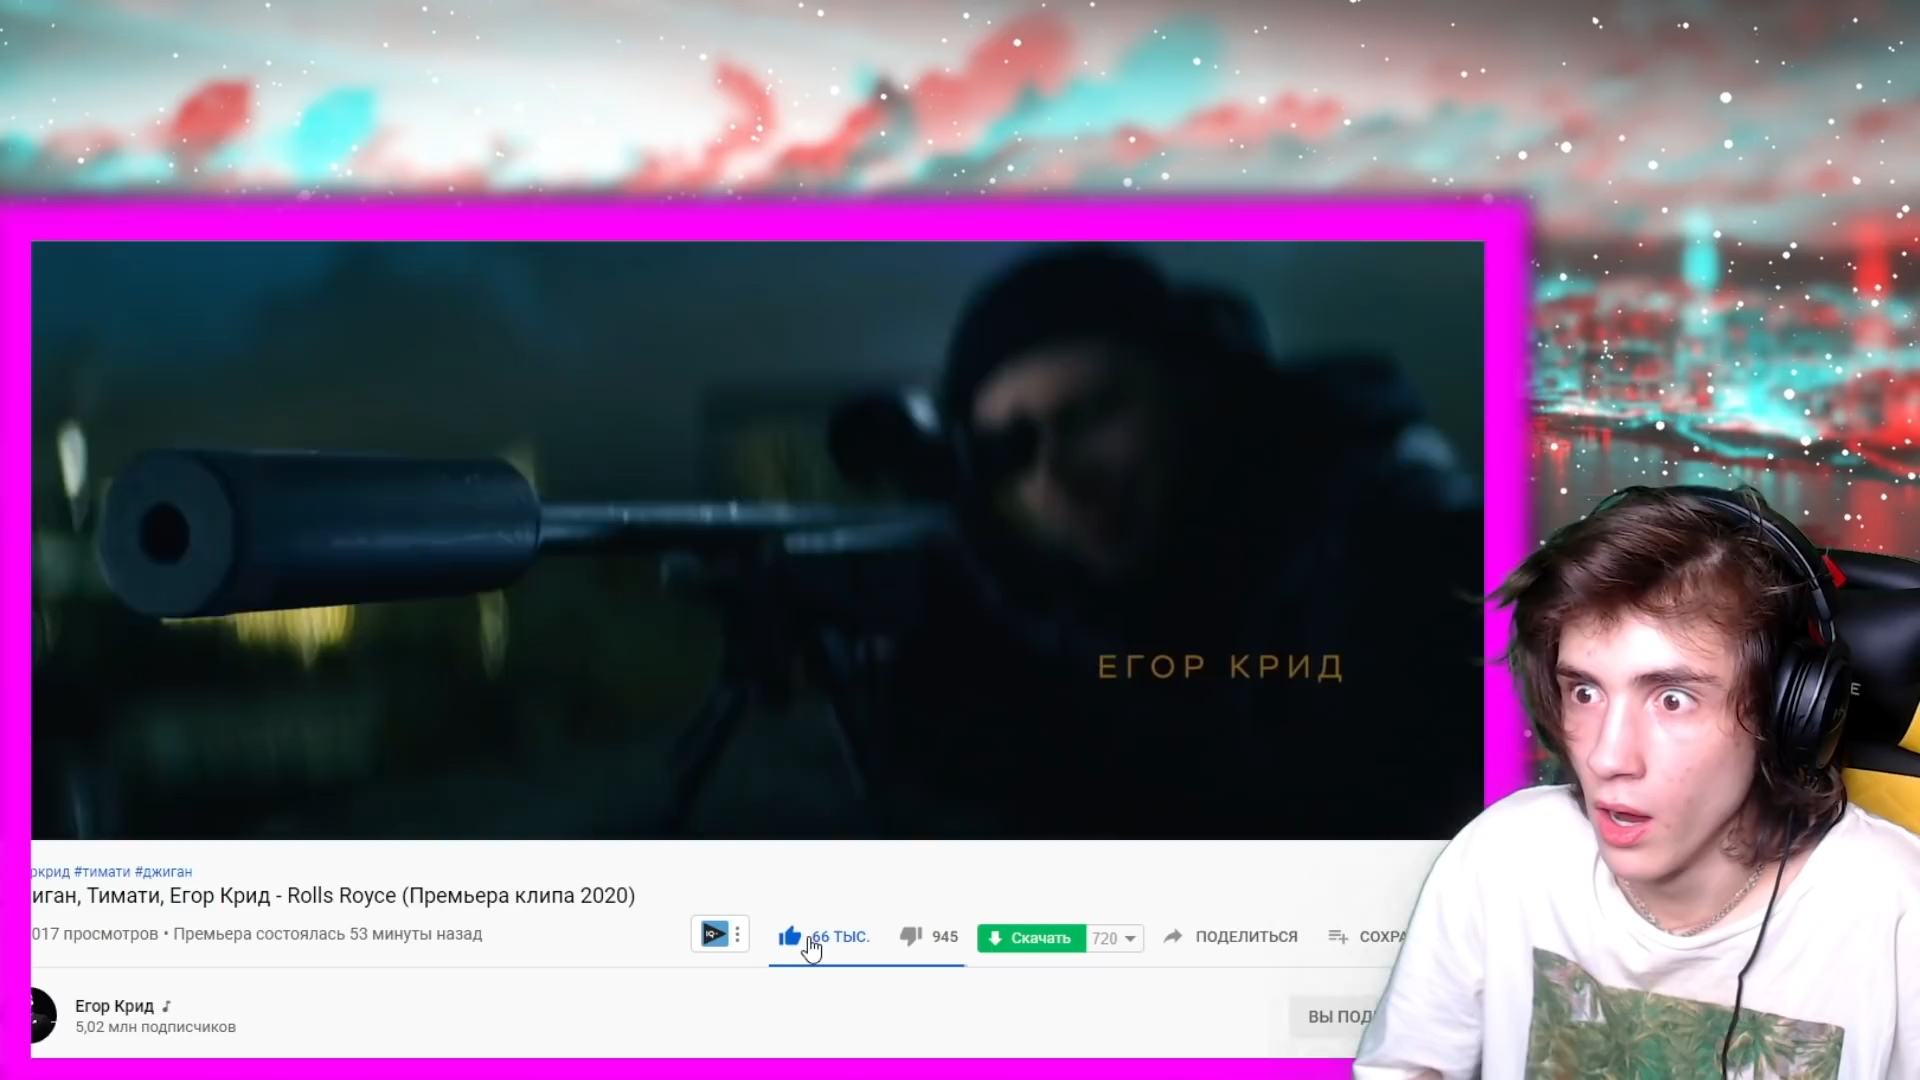 ЕГОР КРИД
ркрид #тимати #джиган
иган, Тимати, Егор Крид - Rolls Royce (Премьера клипа 2020)
017 просмотров • Премьера состоялась 53 минуты назад
66 ТЫС. 945 Скачать 720 ПОДЕЛИТЬСЯ СОХРА
Егор Крид
5,02 млн подписчиков
ВЫ ПОД